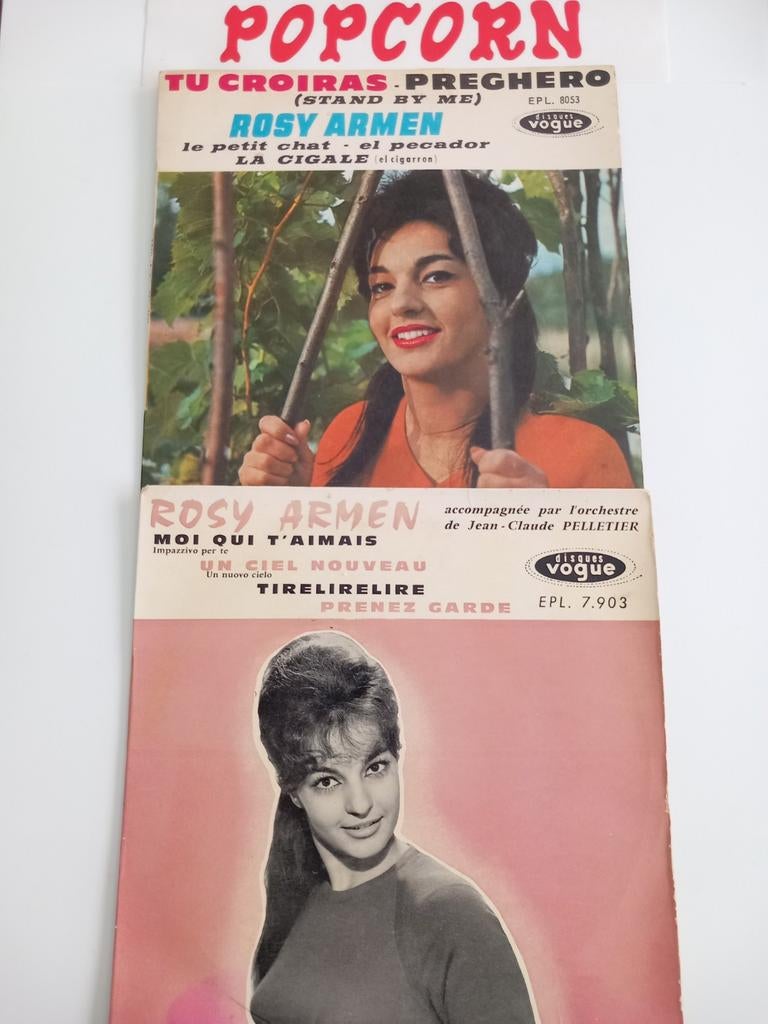 POPCORN
TU CROIRAS - PREGHERO
(STAND BY ME)
EPL. 8053
ROSY ARMEN
disques
vogue
le petit chat - el pecador
LA CIGALE (el cigarron)
ROSY ARMEN
accompagnée par l'orchestre
de Jean-Claude PELLETIER
MOI QUI T'AIMAIS
Impazzivo per te
UN CIEL NOUVEAU
Un nuovo cielo
disques
vogue
TIRELIRELIRE
PRENEZ GARDE
EPL. 7.903